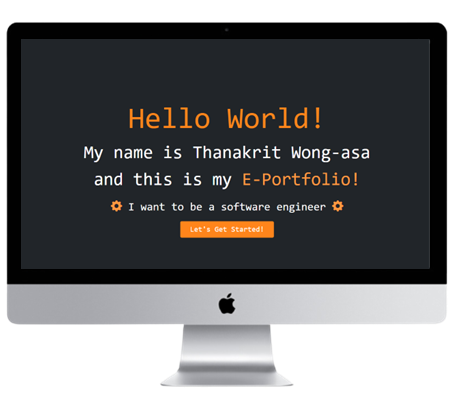 Hello World!
My name is Thanakrit Wong-asa
and this is my E-Portfolio!
I want to be a software engineer
Let's Get Started!